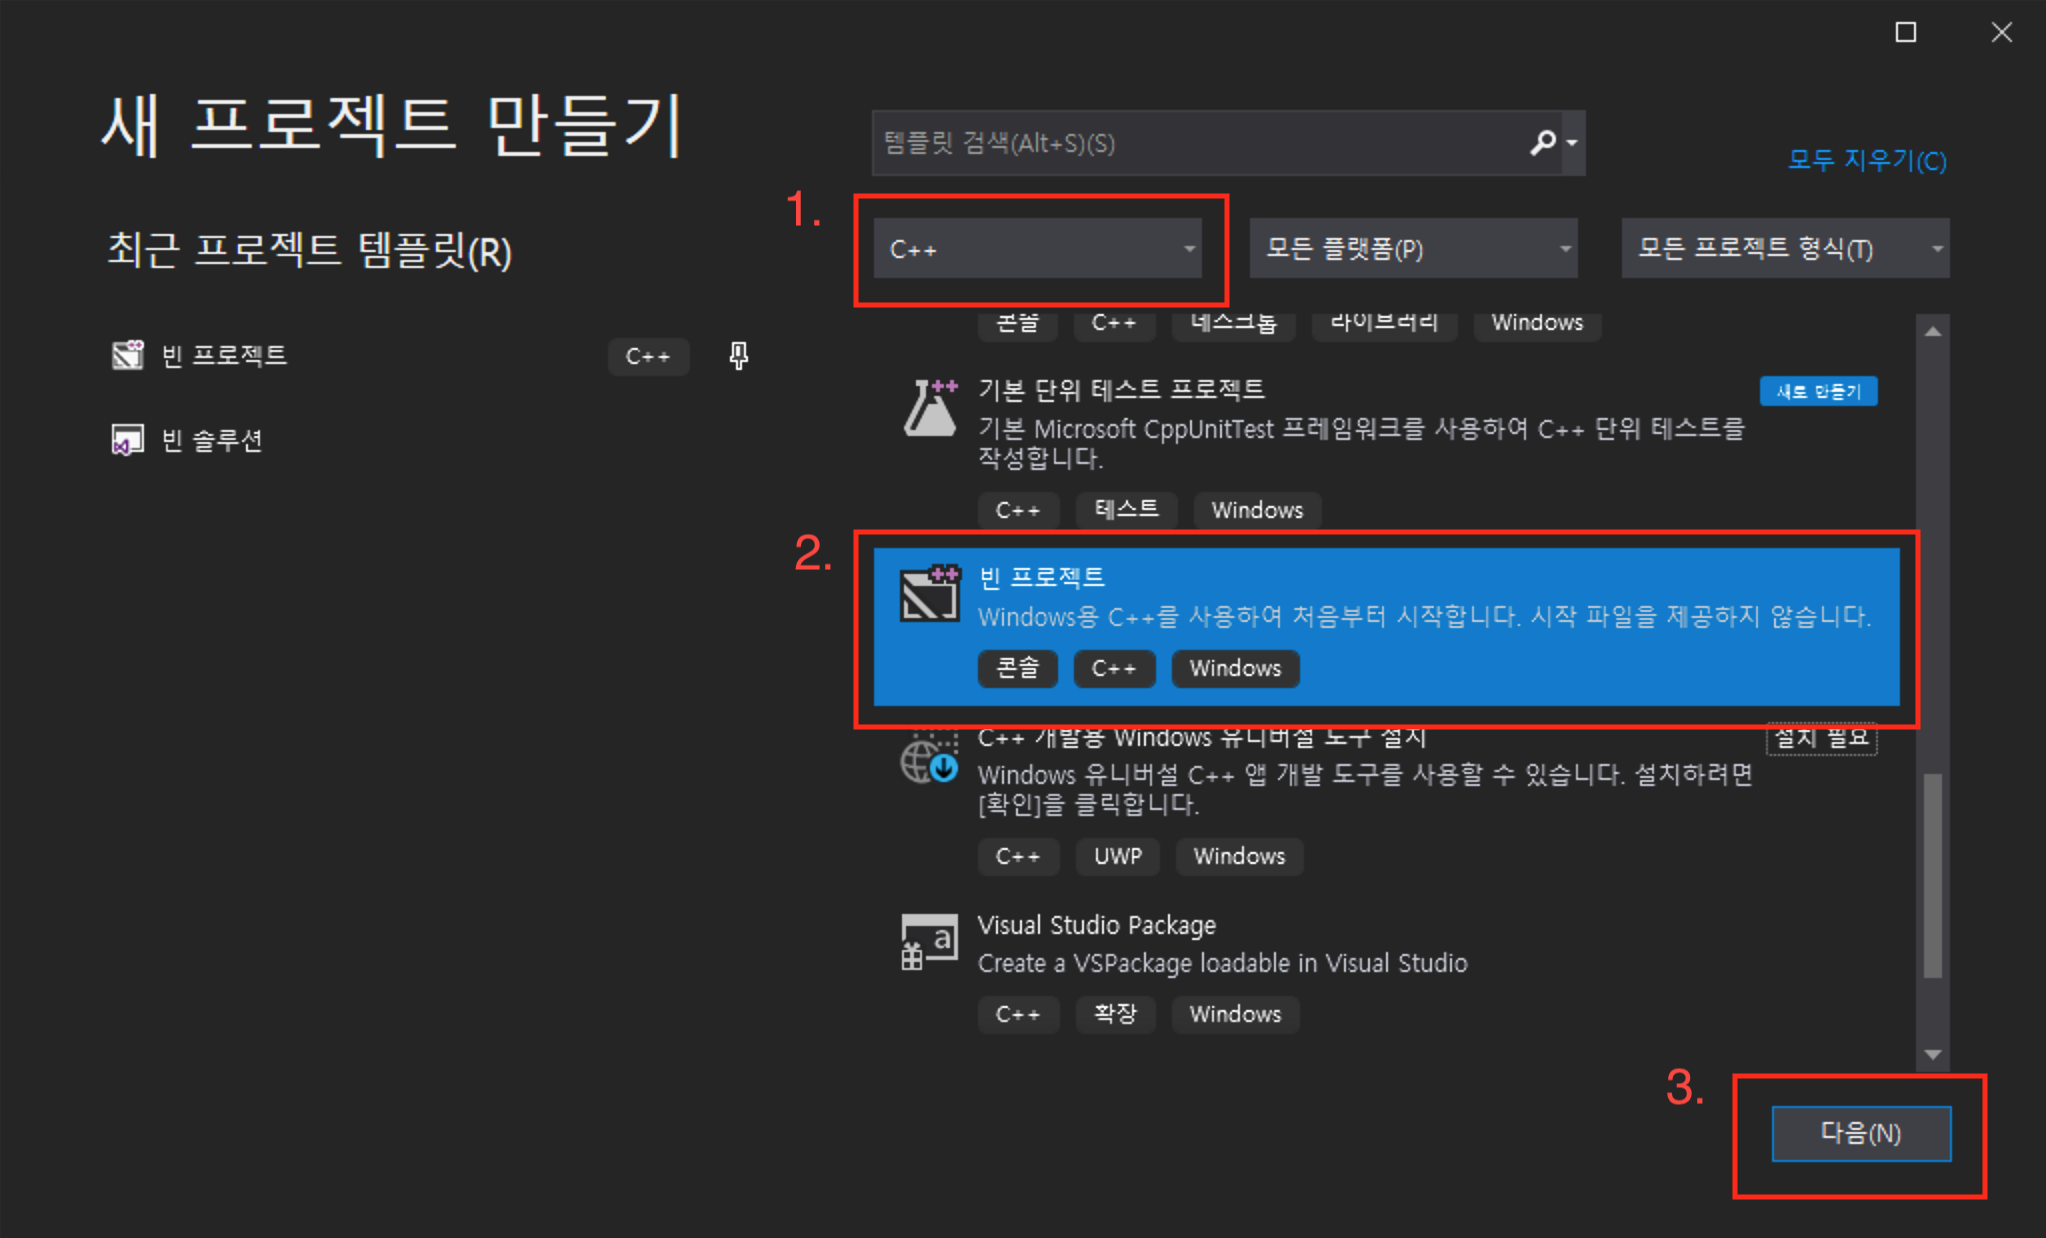 새 프로젝트 만들기
최근 프로젝트 템플릿(R)
빈 프로젝트 C++
빈 솔루션
템플릿 검색(Alt+S)(S)
모두 지우기(C)
1.
C++ 모든 플랫폼(P) 모든 프로젝트 형식(T)
콘솔 C++ 데스크톱 라이브러리 Windows
기본 단위 테스트 프로젝트 새로 만들기
기본 Microsoft CppUnitTest 프레임워크를 사용하여 C++ 단위 테스트를
작성합니다.
C++ 테스트 Windows
2.
빈 프로젝트
Windows용 C++를 사용하여 처음부터 시작합니다. 시작 파일을 제공하지 않습니다.
콘솔 C++ Windows
C++ 개발용 Windows 유니버설 도구 설치 설치 필요
Windows 유니버설 C++ 앱 개발 도구를 사용할 수 있습니다. 설치하려면
[확인]을 클릭합니다.
C++ UWP Windows
Visual Studio Package
Create a VSPackage loadable in Visual Studio
C++ 확장 Windows
3.
다음(N)